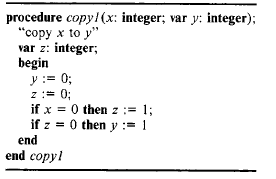 procedure copy1(x: integer; var y: integer);
“copy x to y”
var z: integer;
begin
y := 0;
z := 0;
if x = 0 then z := 1;
if z = 0 then y := 1
end
end copy1